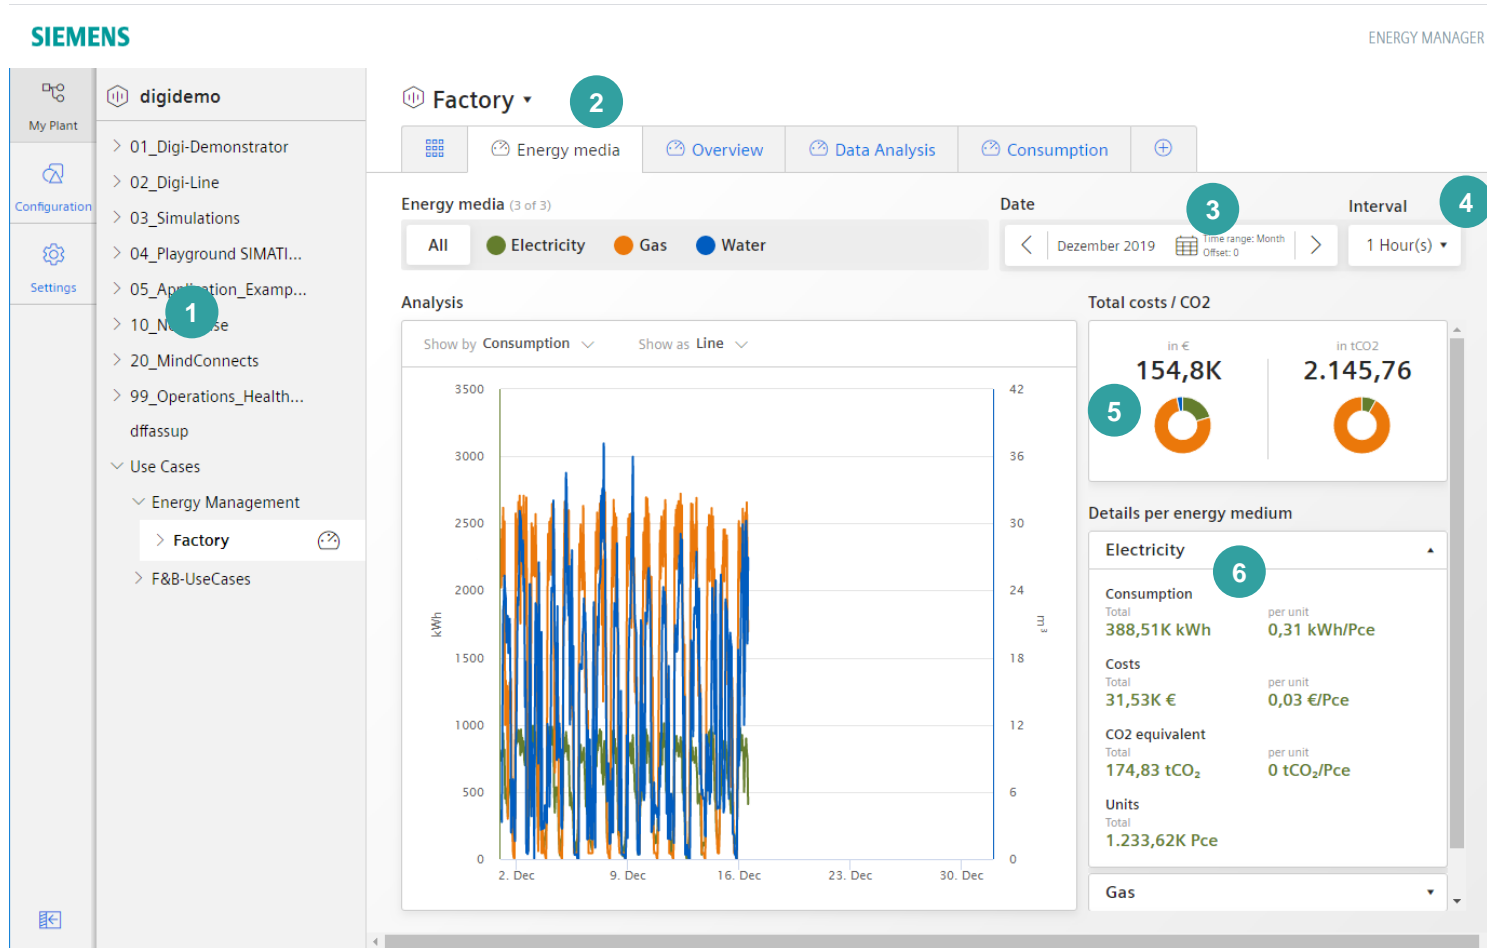 SIEMENS
ENERGY MANAGER
My Plant
Configuration
Settings
digidemo
01_Digi-Demonstrator
02_Digi-Line
03_Simulations
04_Playground SIMATI...
05_Application_Examp...
1
20_MindConnects
99_Operations_Health...
dffassup
Use Cases
Energy Management
Factory
F&B-UseCases
Factory
2
Energy media
Overview
Data Analysis
Consumption
Energy media (3 of 3)
All
Electricity
Gas
Water
Date
3
Dezember 2019
Time range: Month
Offset: 0
Interval
4
1 Hour(s)
Analysis
Show by Consumption
Show as Line
3500
3000
2500
2000
1500
1000
500
0
kWh
42
36
30
24
18
12
6
0
m³
2. Dec
9. Dec
16. Dec
23. Dec
30. Dec
Total costs / CO2
in €
154,8K
in tCO2
2.145,76
5
Details per energy medium
Electricity
6
Consumption
Total
per unit
388,51K kWh
0,31 kWh/Pce
Costs
Total
per unit
31,53K €
0,03 €/Pce
CO2 equivalent
Total
per unit
174,83 tCO₂
0 tCO₂/Pce
Units
Total
1.233,62K Pce
Gas